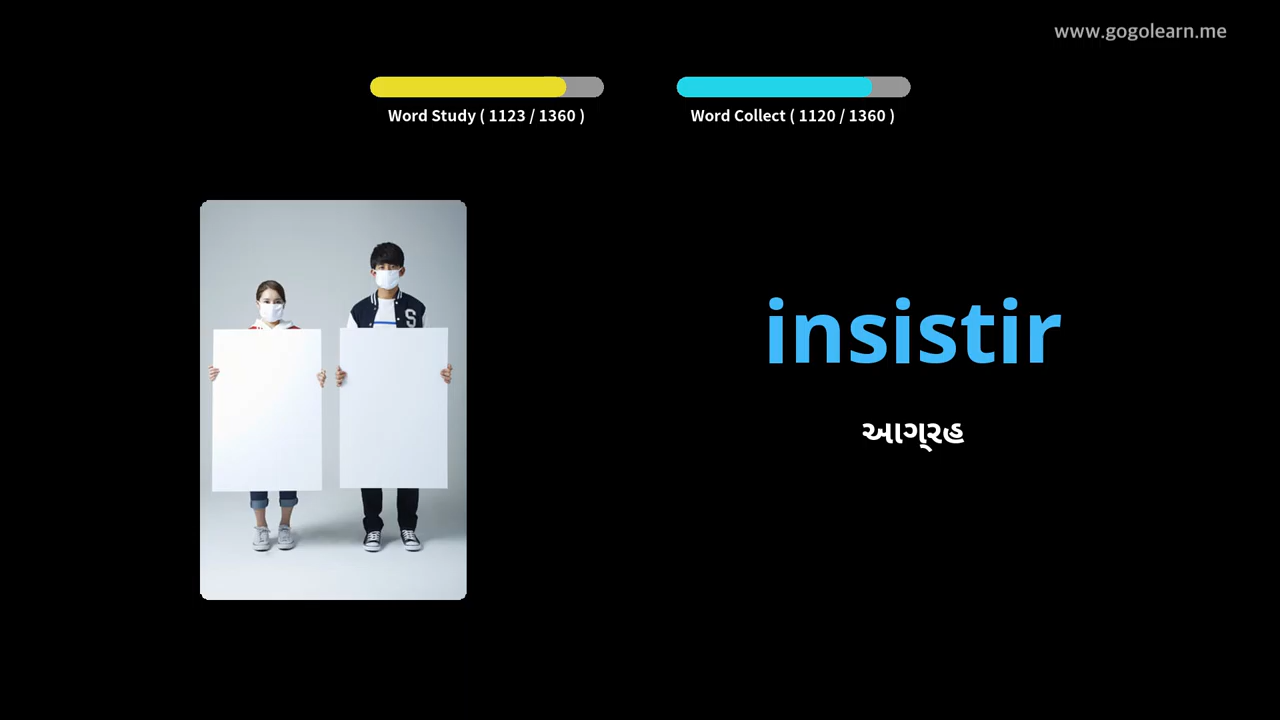 www.gogolearn.me
Word Study ( 1123 / 1360 )
Word Collect ( 1120 / 1360 )
S
insistir
આગ્રહ